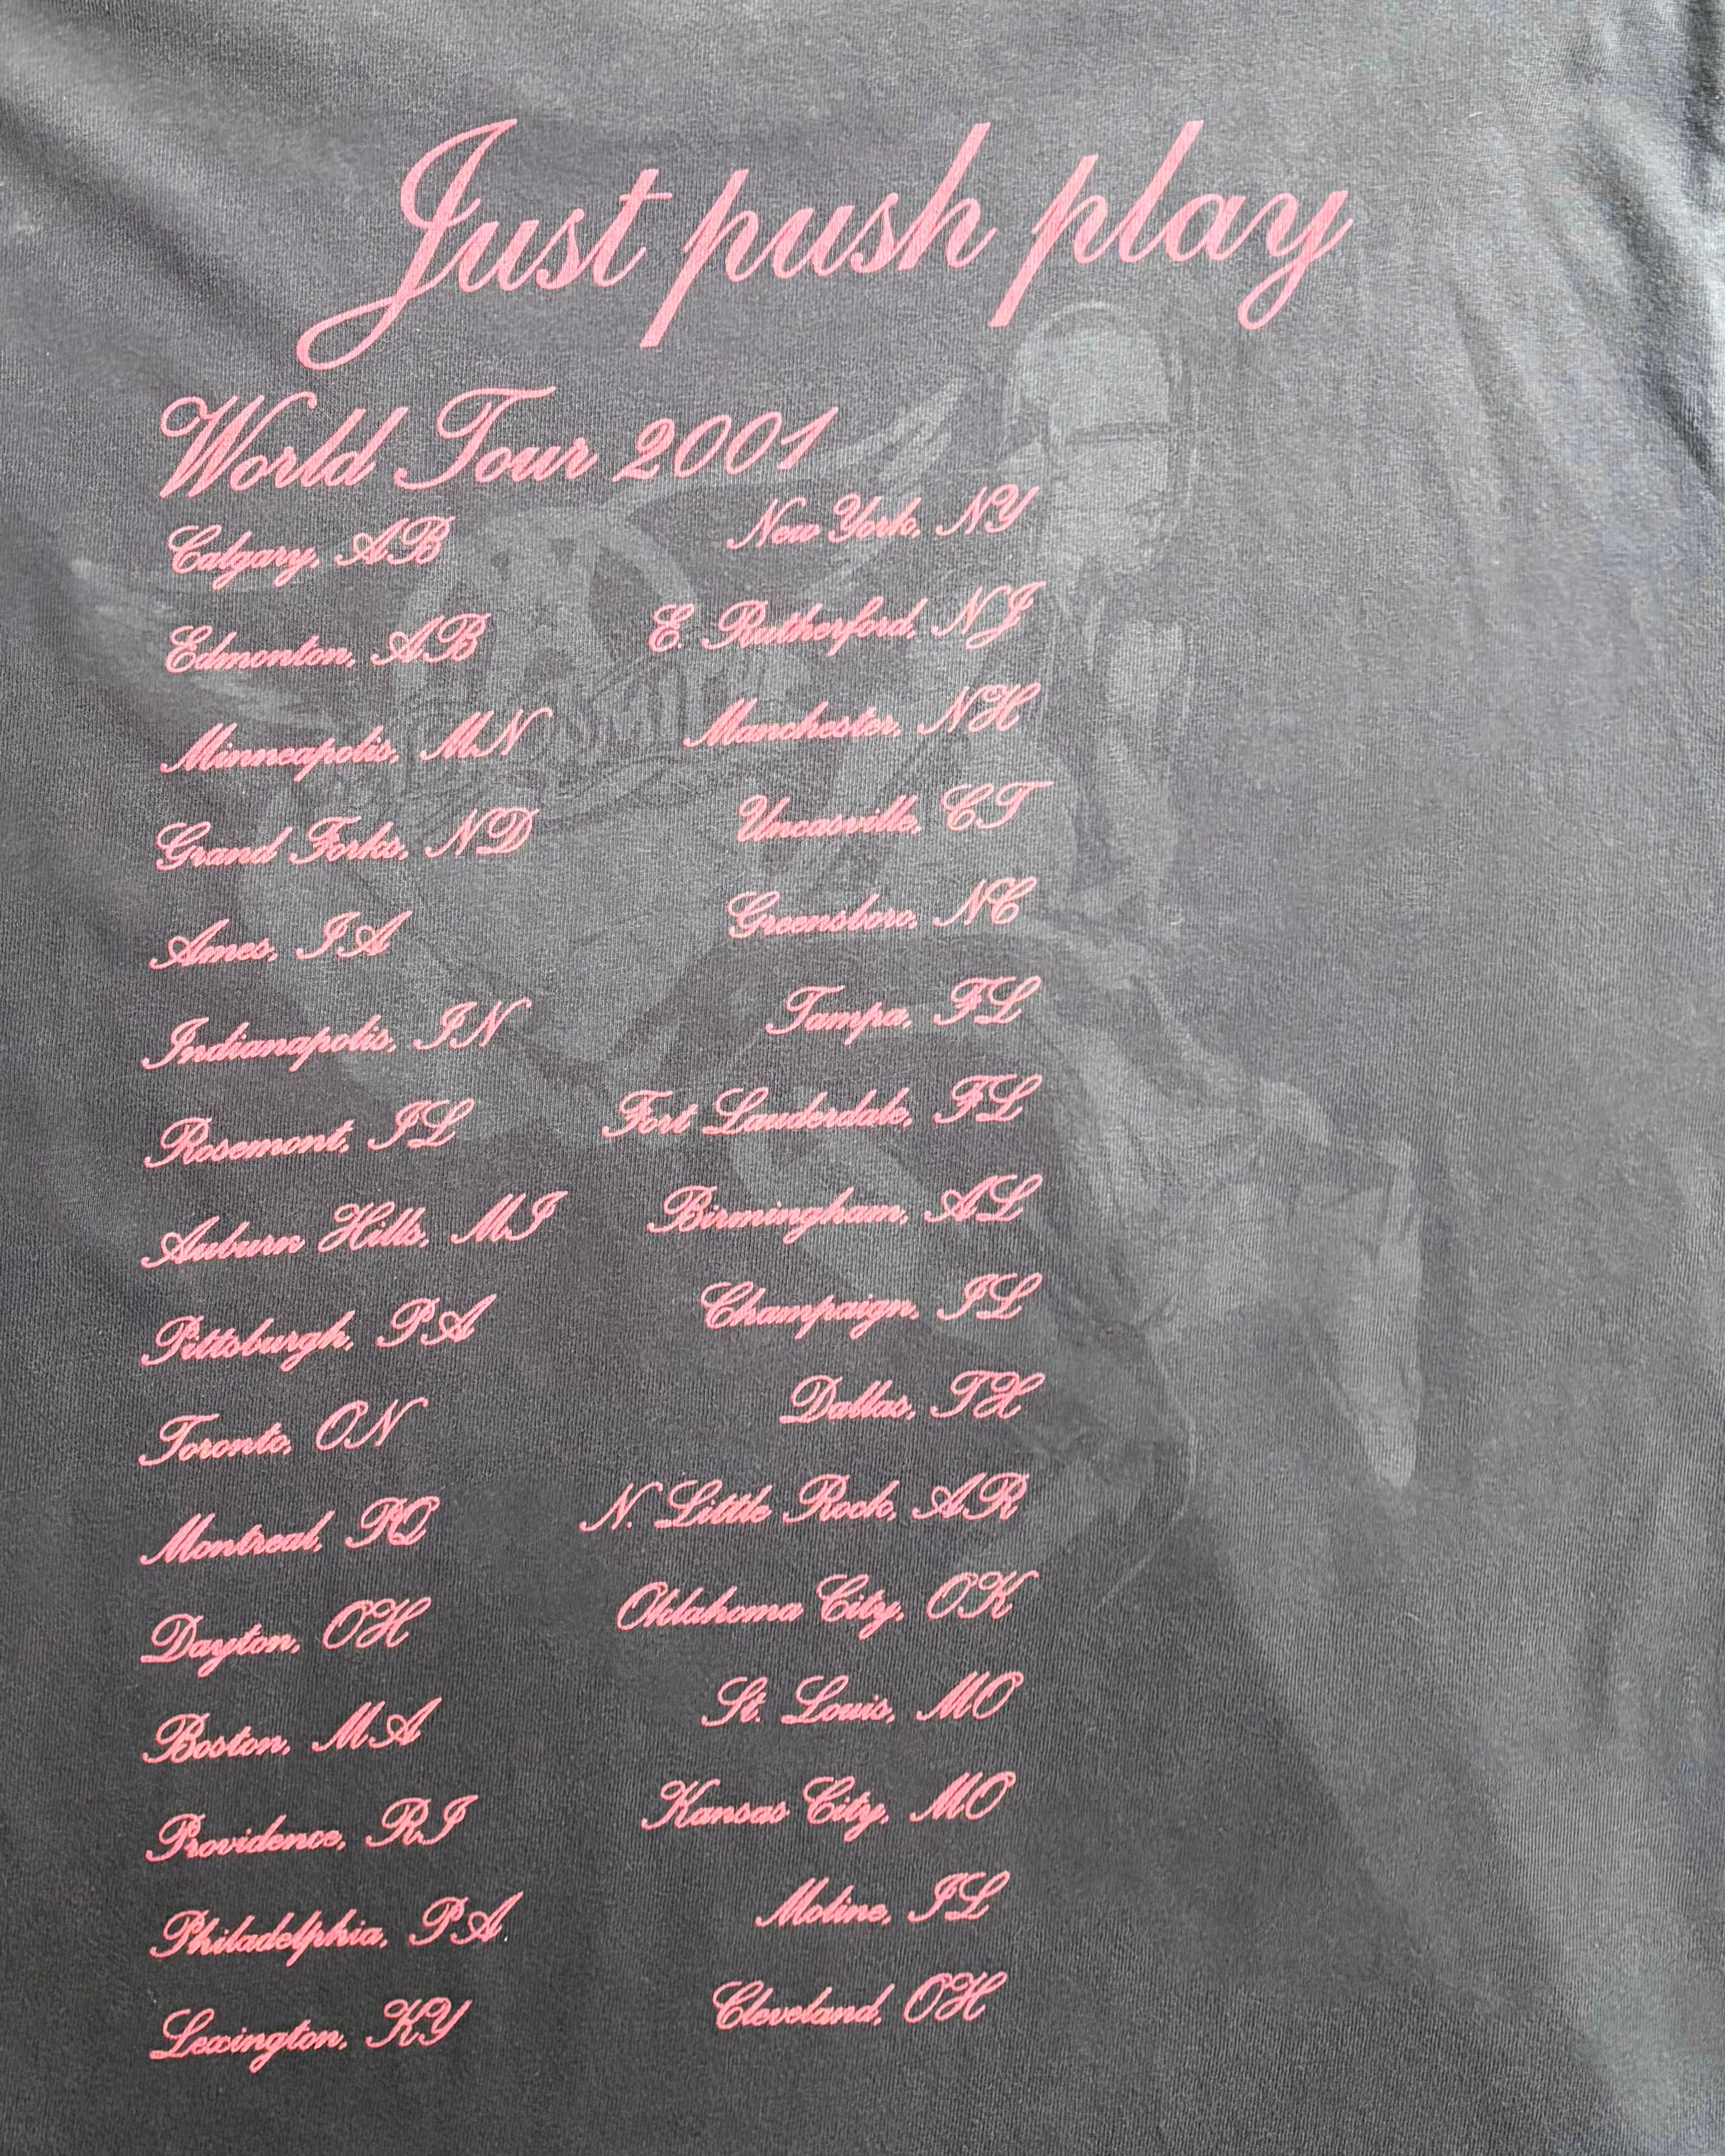 Just push play
World Tour 2001
Calgary, AB
Edmonton, AB
Minneapolis, MN
Grand Forks, ND
Ames, IA
Indianapolis, IN
Rosemont, IL
Auburn Hills, MI
Pittsburgh, PA
Toronto, ON
Montreal, PQ
Dayton, OH
Boston, MA
Providence, RI
Philadelphia, PA
Lexington, KY
New York, NY
E. Rutherford, NJ
Manchester, NH
Uncasville, CT
Greensboro, NC
Tampa, FL
Fort Lauderdale, FL
Birmingham, AL
Champaign, IL
Dallas, TX
N. Little Rock, AR
Oklahoma City, OK
St. Louis, MO
Kansas City, MO
Moline, IL
Cleveland, OH
Aerosmith